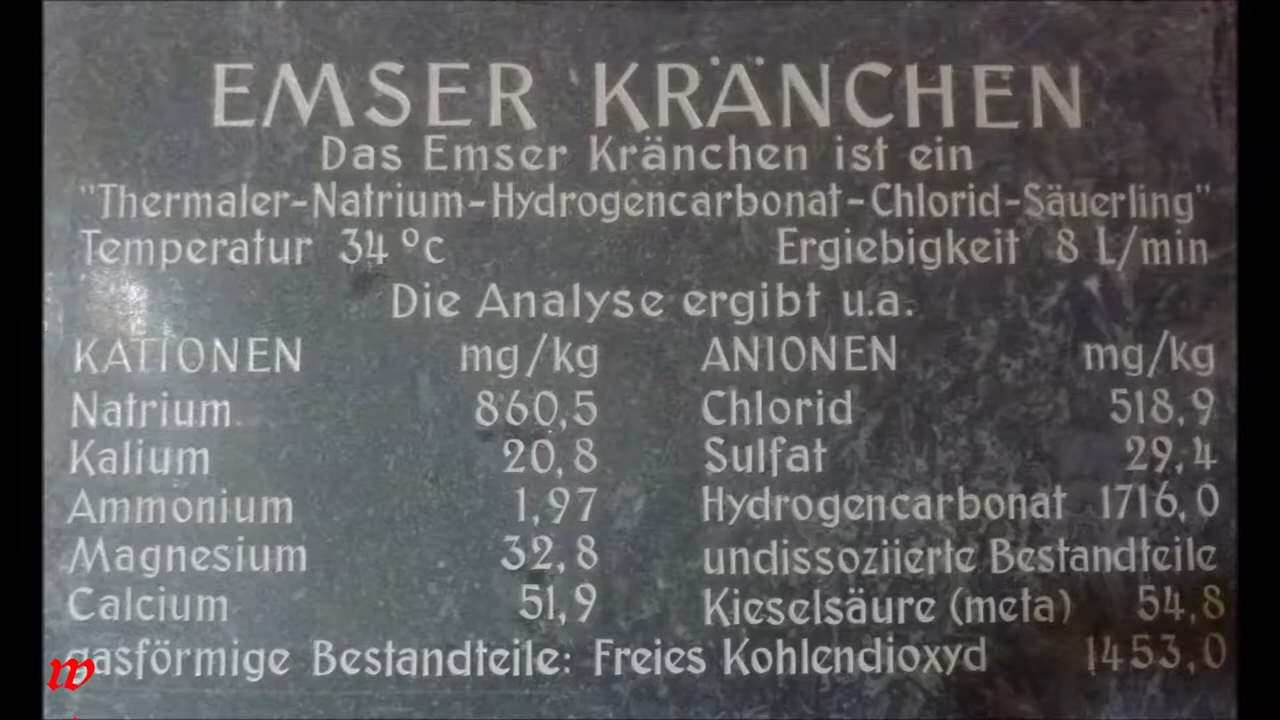 EMSER KRÄNCHEN
Das Emser Kränchen ist ein
"Thermaler-Natrium-Hydrogencarbonat-Chlorid-Säuerling"
Temperatur 34 °c Ergiebigkeit 8 L/min
Die Analyse ergibt u.a.
KATIONEN mg/kg ANIONEN mg/kg
Natrium 860,5 Chlorid 518,9
Kalium 20,8 Sulfat 29,4
Ammonium 1,97 Hydrogencarbonat 1716,0
Magnesium 32,8 undissoziierte Bestandteile
Calcium 51,9 Kieselsäure (meta) 54,8
gasförmige Bestandteile: Freies Kohlendioxyd 1453,0
w